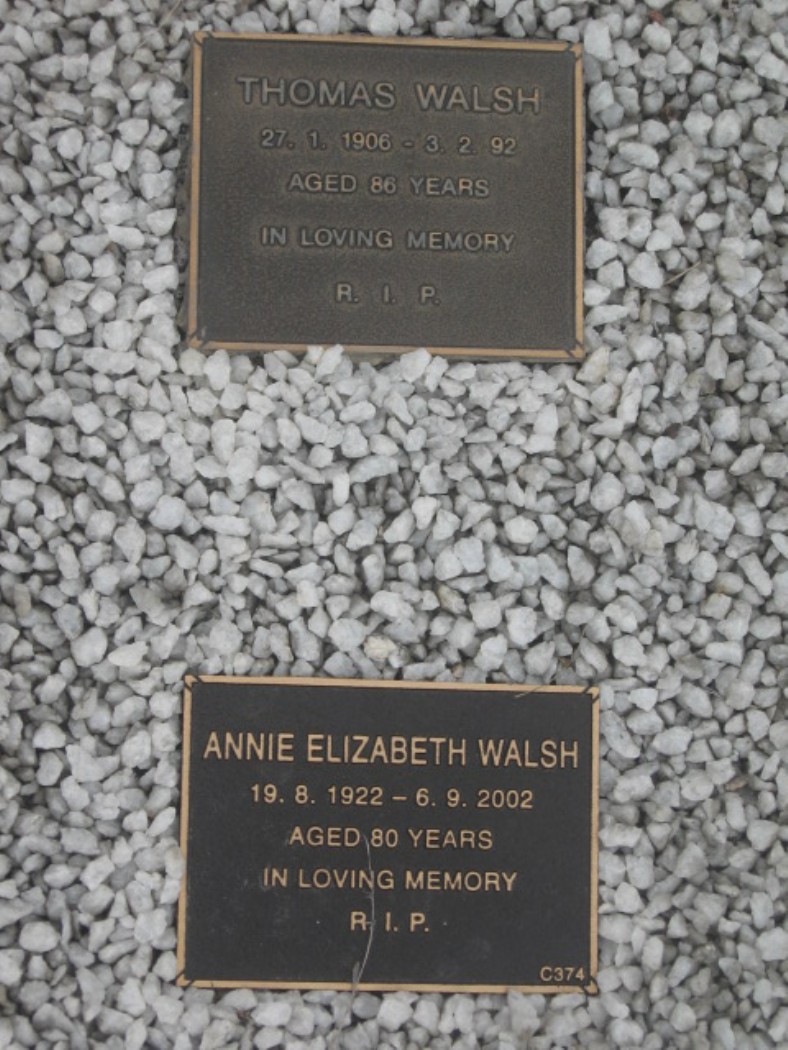 THOMAS WALSH
27. 1. 1906 - 3. 2. 92
AGED 86 YEARS
IN LOVING MEMORY
R. I. P.
ANNIE ELIZABETH WALSH
19. 8. 1922 – 6. 9. 2002
AGED 80 YEARS
IN LOVING MEMORY
R. I. P.
C374